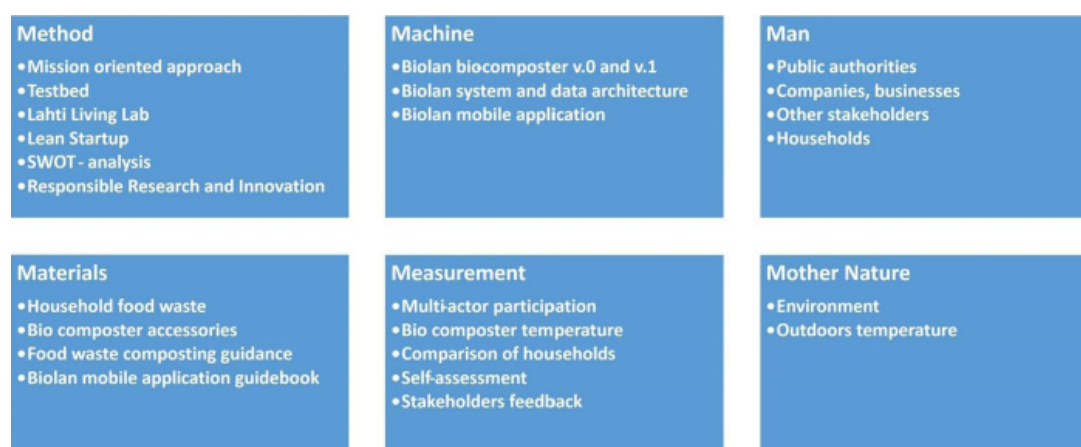 Method
•Mission oriented approach
•Testbed
•Lahti Living Lab
•Lean Startup
•SWOT - analysis
•Responsible Research and Innovation
Machine
•Biolan biocomposter v.0 and v.1
•Biolan system and data architecture
•Biolan mobile application
Man
•Public authorities
•Companies, businesses
•Other stakeholders
•Households
Materials
•Household food waste
•Bio composter accessories
•Food waste composting guidance
•Biolan mobile application guidebook
Measurement
•Multi-actor participation
•Bio composter temperature
•Comparison of households
•Self-assessment
•Stakeholders feedback
Mother Nature
•Environment
•Outdoors temperature